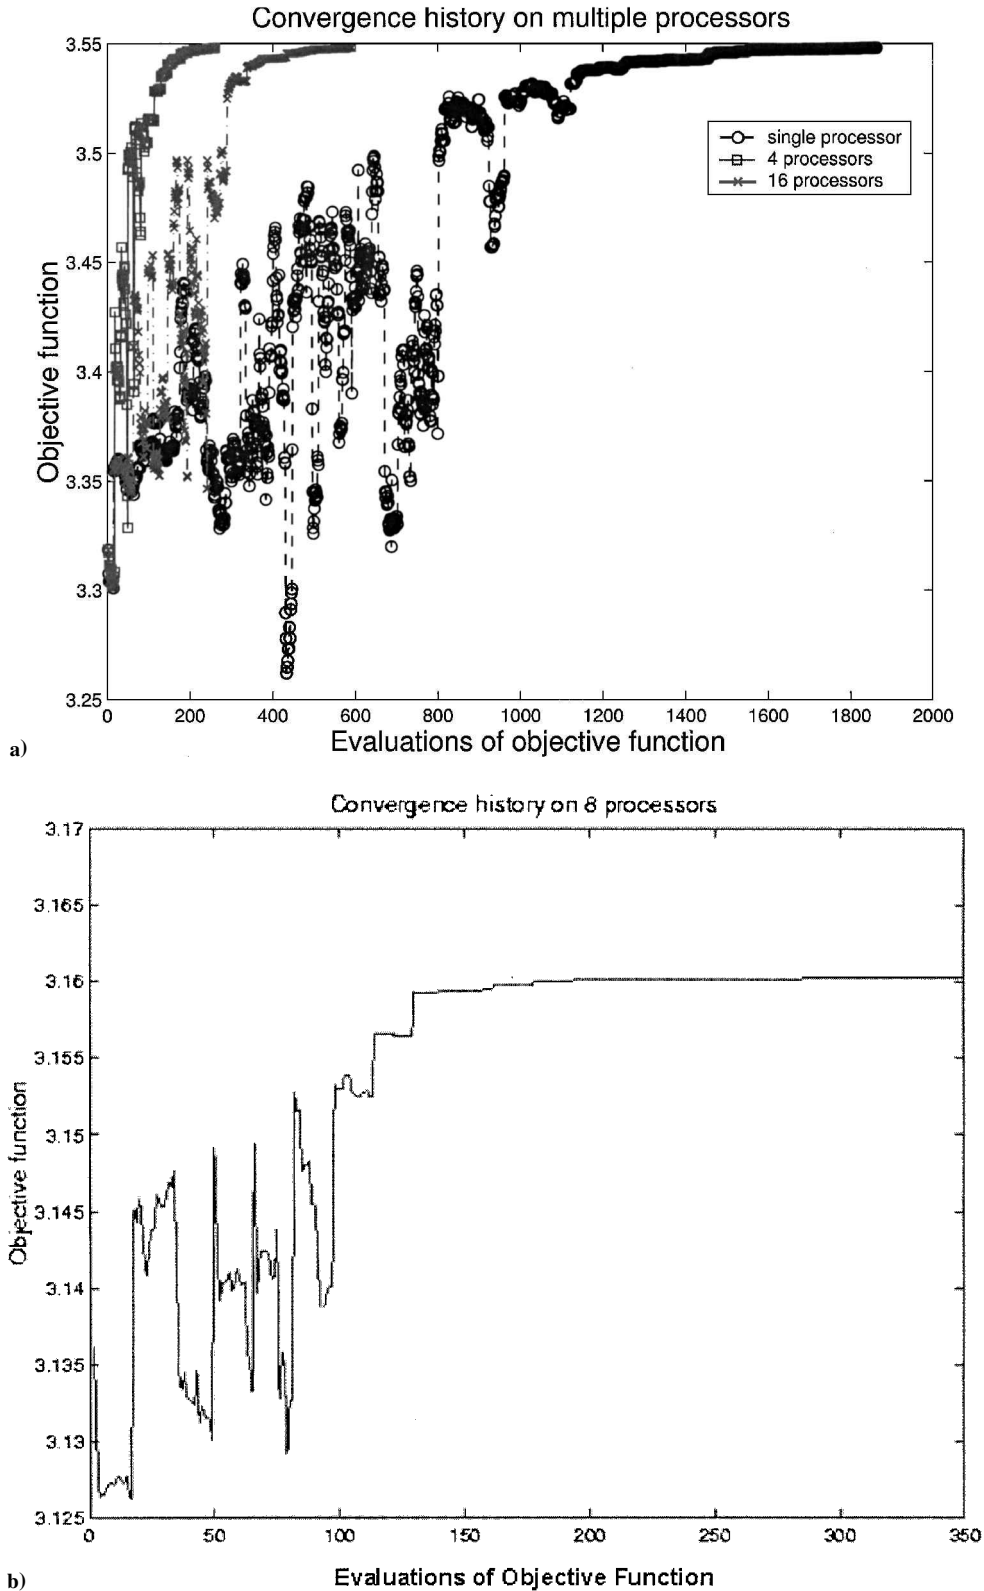 Convergence history on multiple processors
3.55
3.5
3.45
3.4
3.35
3.3
3.25
Objective function
single processor
4 processors
16 processors
0 200 400 600 800 1000 1200 1400 1600 1800 2000
Evaluations of objective function
a)
Convergence history on 8 processors
3.17
3.165
3.16
3.155
3.15
3.145
3.14
3.135
3.13
3.125
Objective function
0 50 100 150 200 250 300 350
Evaluations of Objective Function
b)